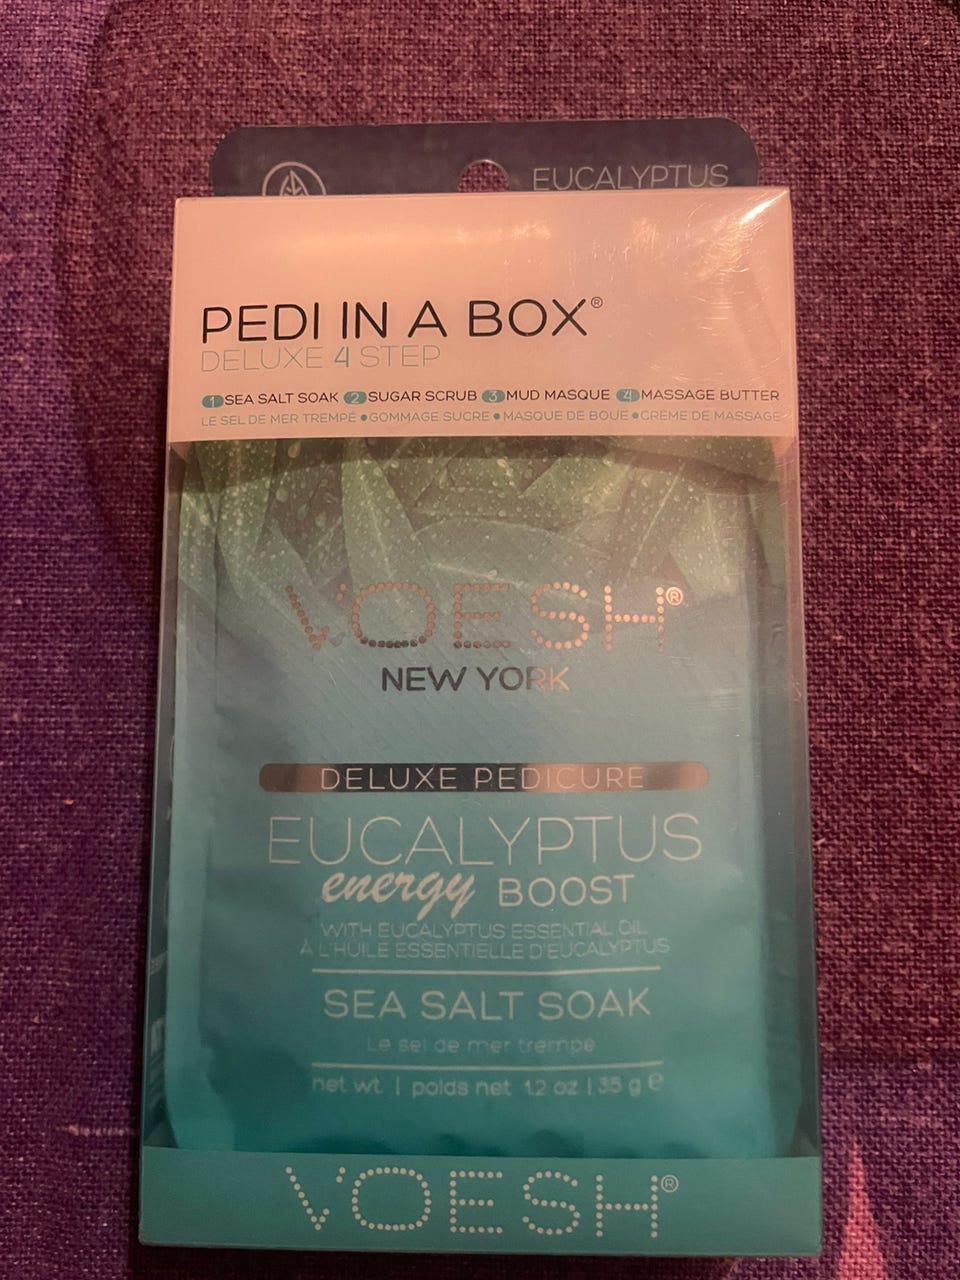 EUCALYPTUS
PEDI IN A BOX®
DELUXE 4 STEP
1 SEA SALT SOAK 2 SUGAR SCRUB 3 MUD MASQUE 4 MASSAGE BUTTER
LE SEL DE MER TREMPÉ • GOMMAGE SUCRE • MASQUE DE BOUE • CRÈME DE MASSAGE
VOESH®
NEW YORK
DELUXE PEDICURE
EUCALYPTUS
energy BOOST
WITH EUCALYPTUS ESSENTIAL OIL
À L'HUILE ESSENTIELLE D'EUCALYPTUS
SEA SALT SOAK
Le sel de mer trempé
net wt. | poids net 1.2 oz | 35 g ℮
VOESH®